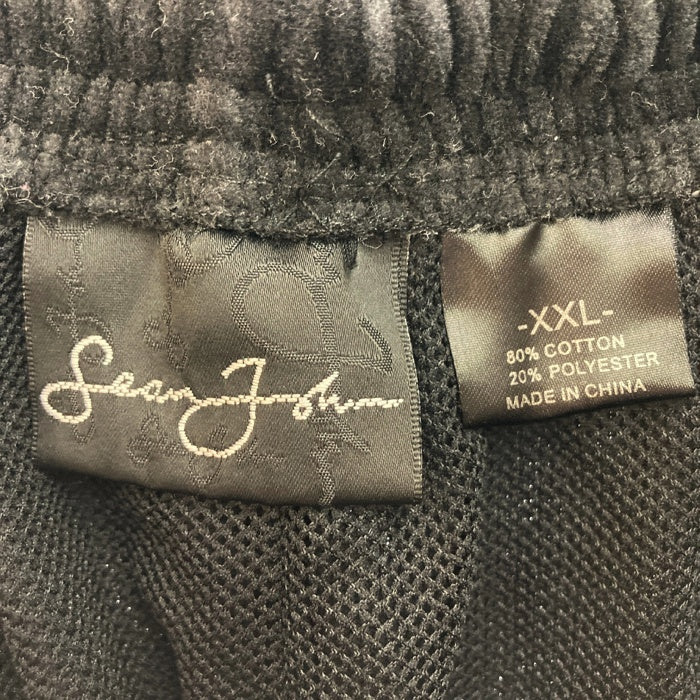 Sean John
-XXL-
80% COTTON
20% POLYESTER
MADE IN CHINA